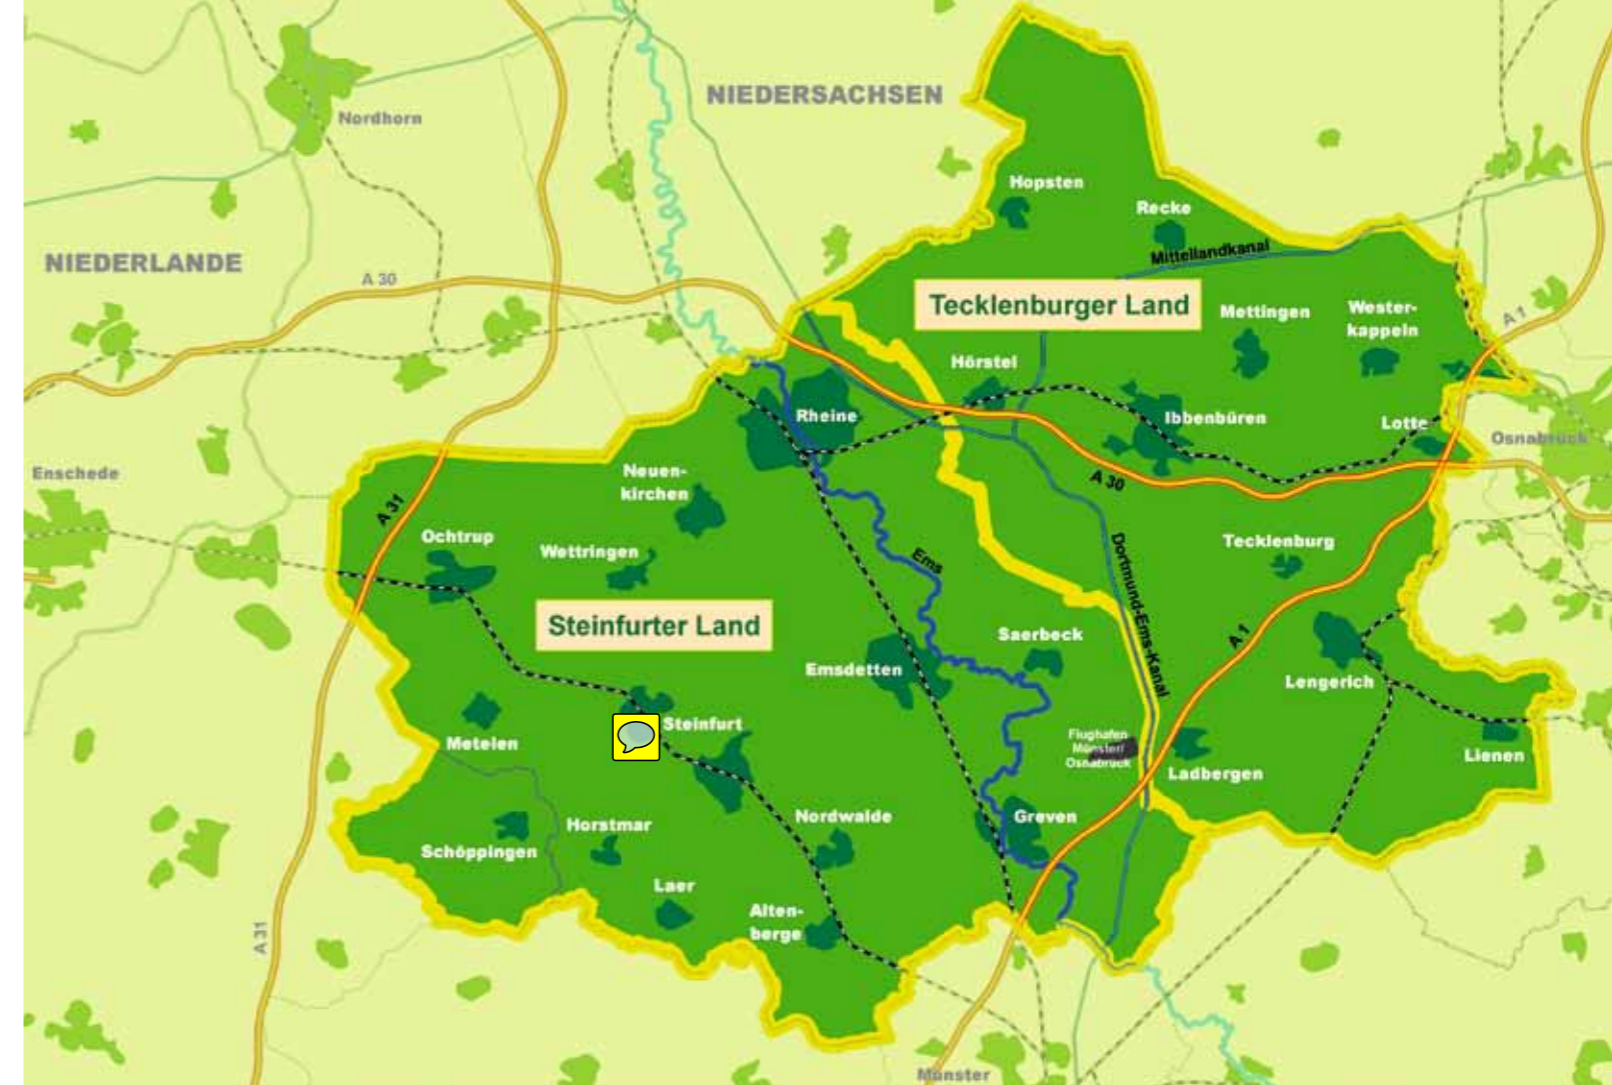 NIEDERSACHSEN
Nordhorn
Hopsten
Recke
Mittellandkanal
NIEDERLANDE
A 30
Tecklenburger Land
Mettingen
Wester-
kappeln
A 1
Hörstel
Rheine
Ibbenbüren
Lotte
Osnabrück
Enschede
Neuen-
kirchen
A 30
A 31
Ochtrup
Wettringen
Ems
Tecklenburg
Dortmund-Ems-Kanal
Steinfurter Land
Saerbeck
A 1
Emsdetten
Lengerich
Steinfurt
Metelen
Flughafen
Münster/
Osnabrück
Ladbergen
Lienen
Horstmar
Nordwalde
Greven
Schöppingen
Laer
Alten-
berge
A 31
Münster